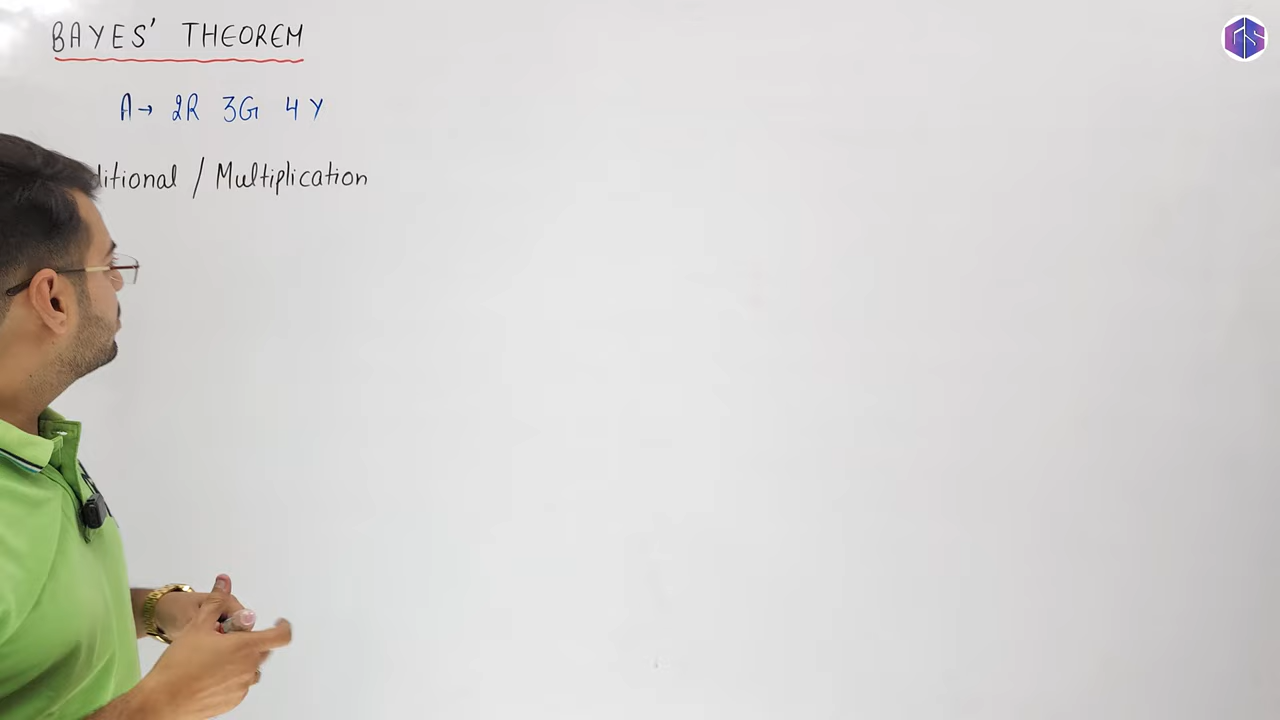 BAYES' THEOREM
A→ 2R 3G 4Y
ditional / Multiplication